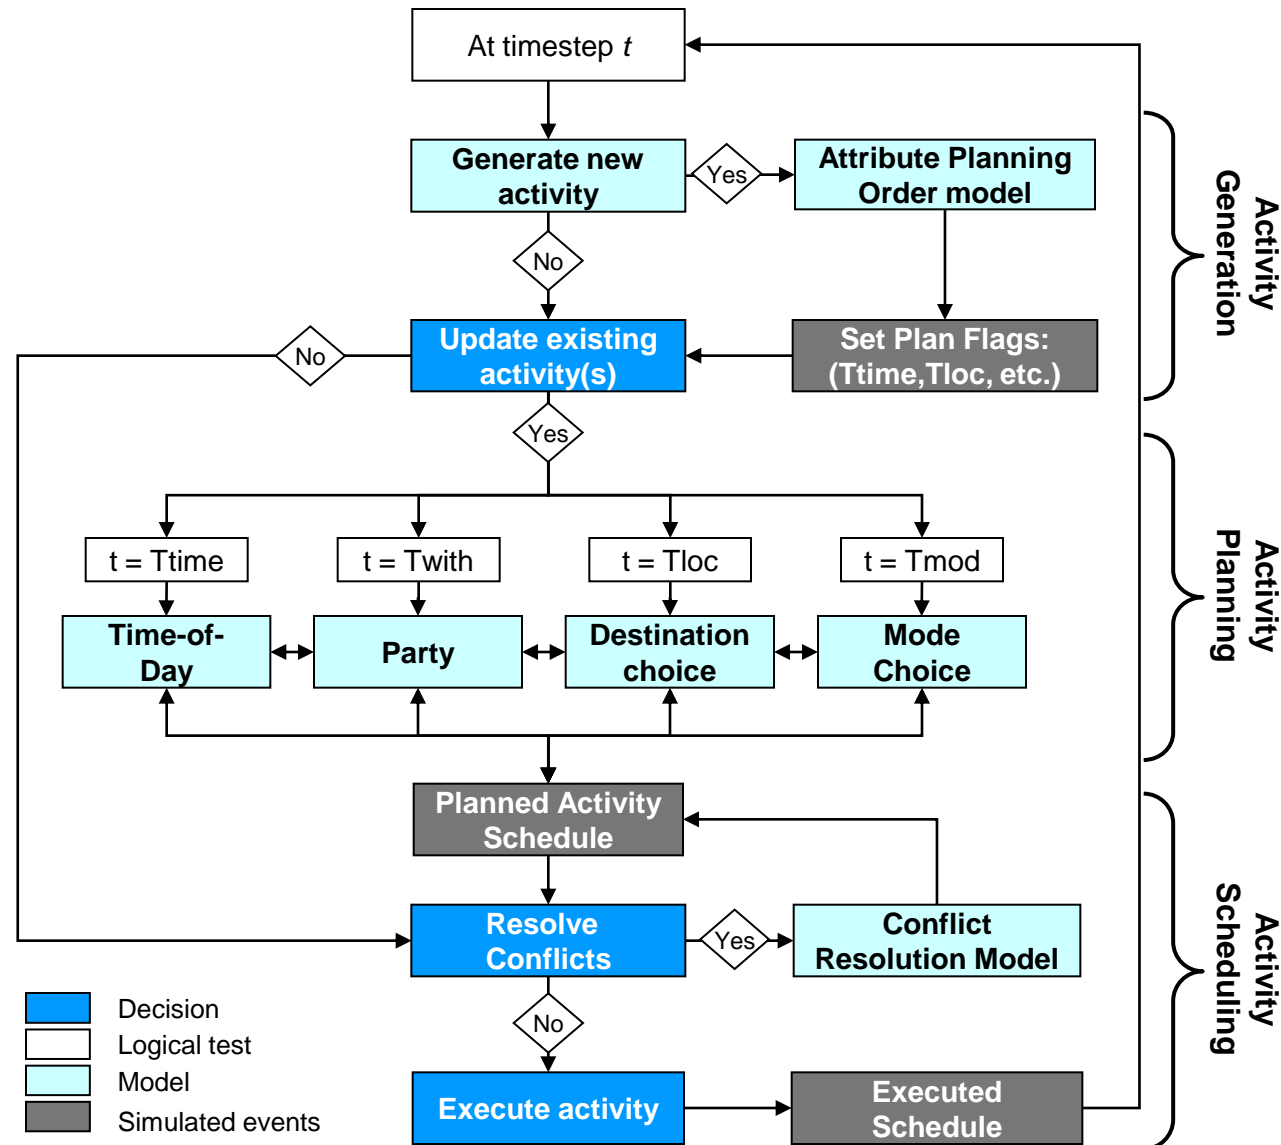 At timestep t
Generate new
activity
Yes
Attribute Planning
Order model
No
Update existing
activity(s)
No
Set Plan Flags:
(Ttime,Tloc, etc.)
Yes
Activity
Generation
t = Ttime
t = Twith
t = Tloc
t = Tmod
Time-of-
Day
Party
Destination
choice
Mode
Choice
Activity
Planning
Planned Activity
Schedule
Resolve
Conflicts
Yes
Conflict
Resolution Model
No
Execute activity
Executed
Schedule
Activity
Scheduling
Decision
Logical test
Model
Simulated events